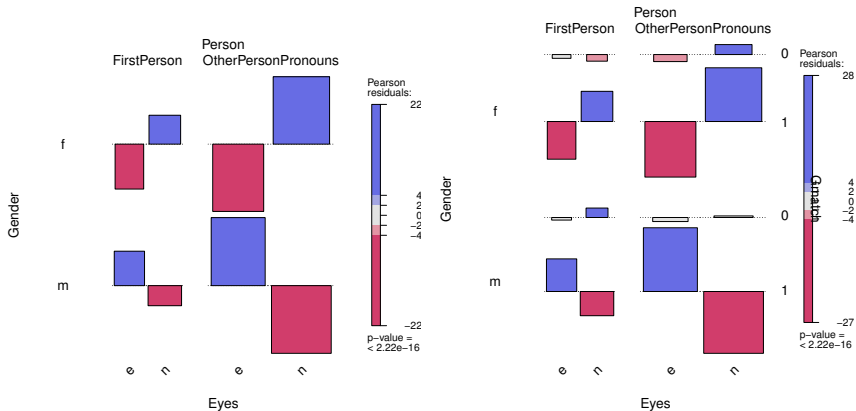 Person
FirstPerson OtherPersonPronouns
Gender
f
m
e n e n
Eyes
Pearson
residuals:
22
4
2
0
−2
−4
−22
p−value =
< 2.22e−16
Person
FirstPerson OtherPersonPronouns
Gender
f
m
0
1
0
1
Gmatch
e n e n
Eyes
Pearson
residuals:
28
4
2
0
−2
−4
−27
p−value =
< 2.22e−16